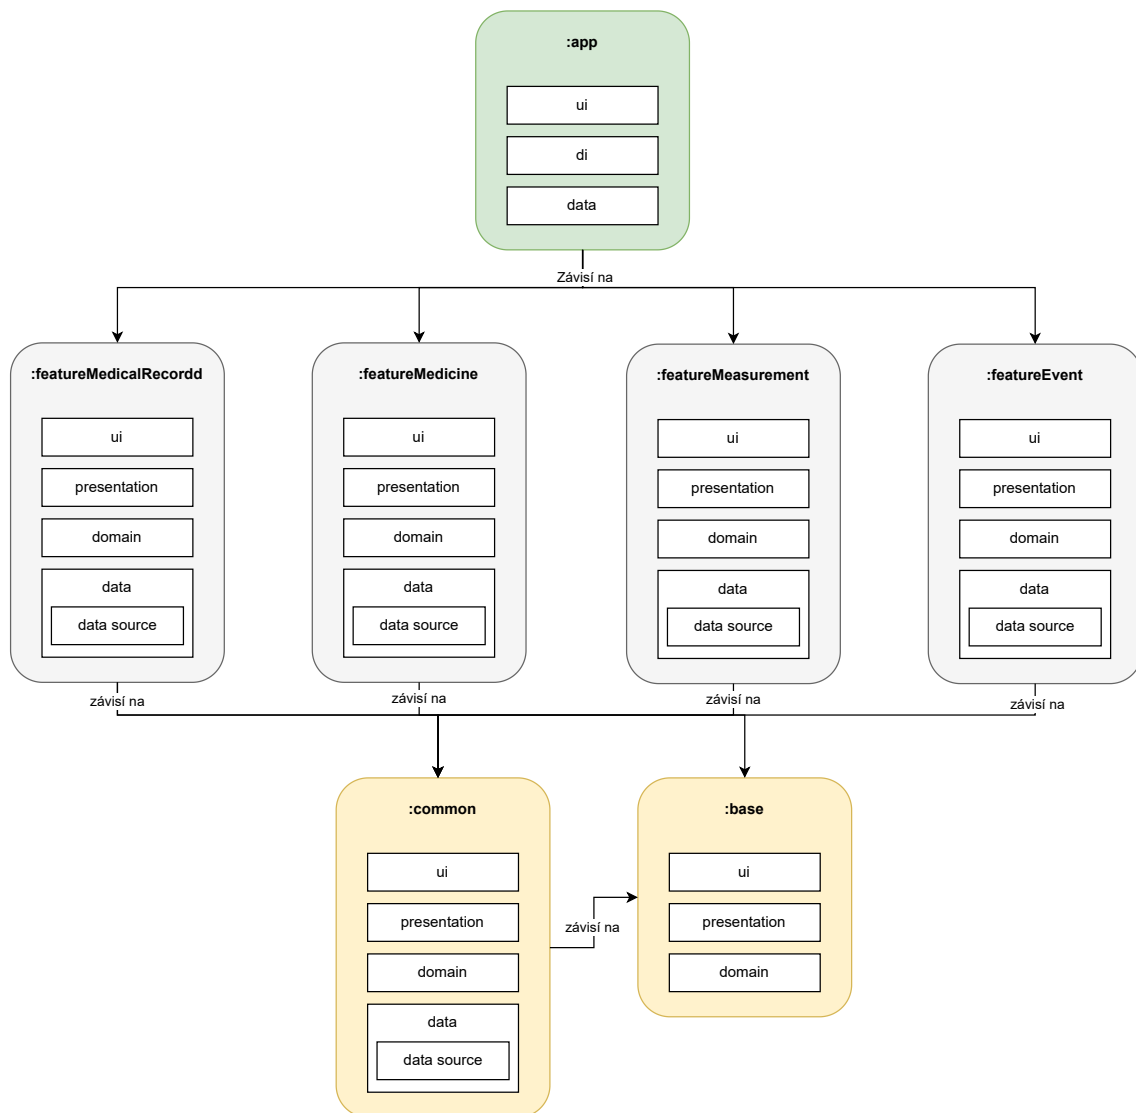 :app
ui
di
data
Závisí na
:featureMedicalRecordd
ui
presentation
domain
data
data source
:featureMedicine
ui
presentation
domain
data
data source
:featureMeasurement
ui
presentation
domain
data
data source
:featureEvent
ui
presentation
domain
data
data source
závisí na
závisí na
závisí na
závisí na
:common
ui
presentation
domain
data
data source
závisí na
:base
ui
presentation
domain